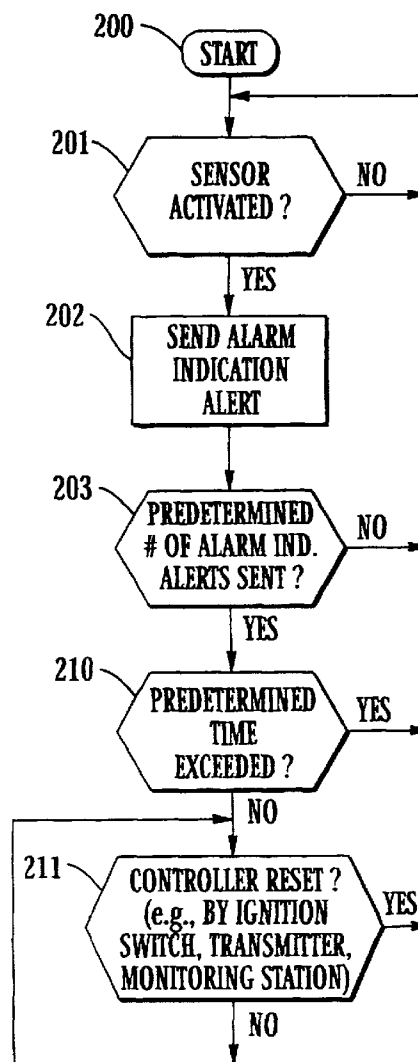 200
START
201
SENSOR
ACTIVATED ?
NO
YES
202
SEND ALARM
INDICATION
ALERT
203
PREDETERMINED
# OF ALARM IND.
ALERTS SENT ?
NO
YES
210
PREDETERMINED
TIME
EXCEEDED ?
YES
NO
211
CONTROLLER RESET ?
(e.g., BY IGNITION
SWITCH, TRANSMITTER,
MONITORING STATION)
YES
NO